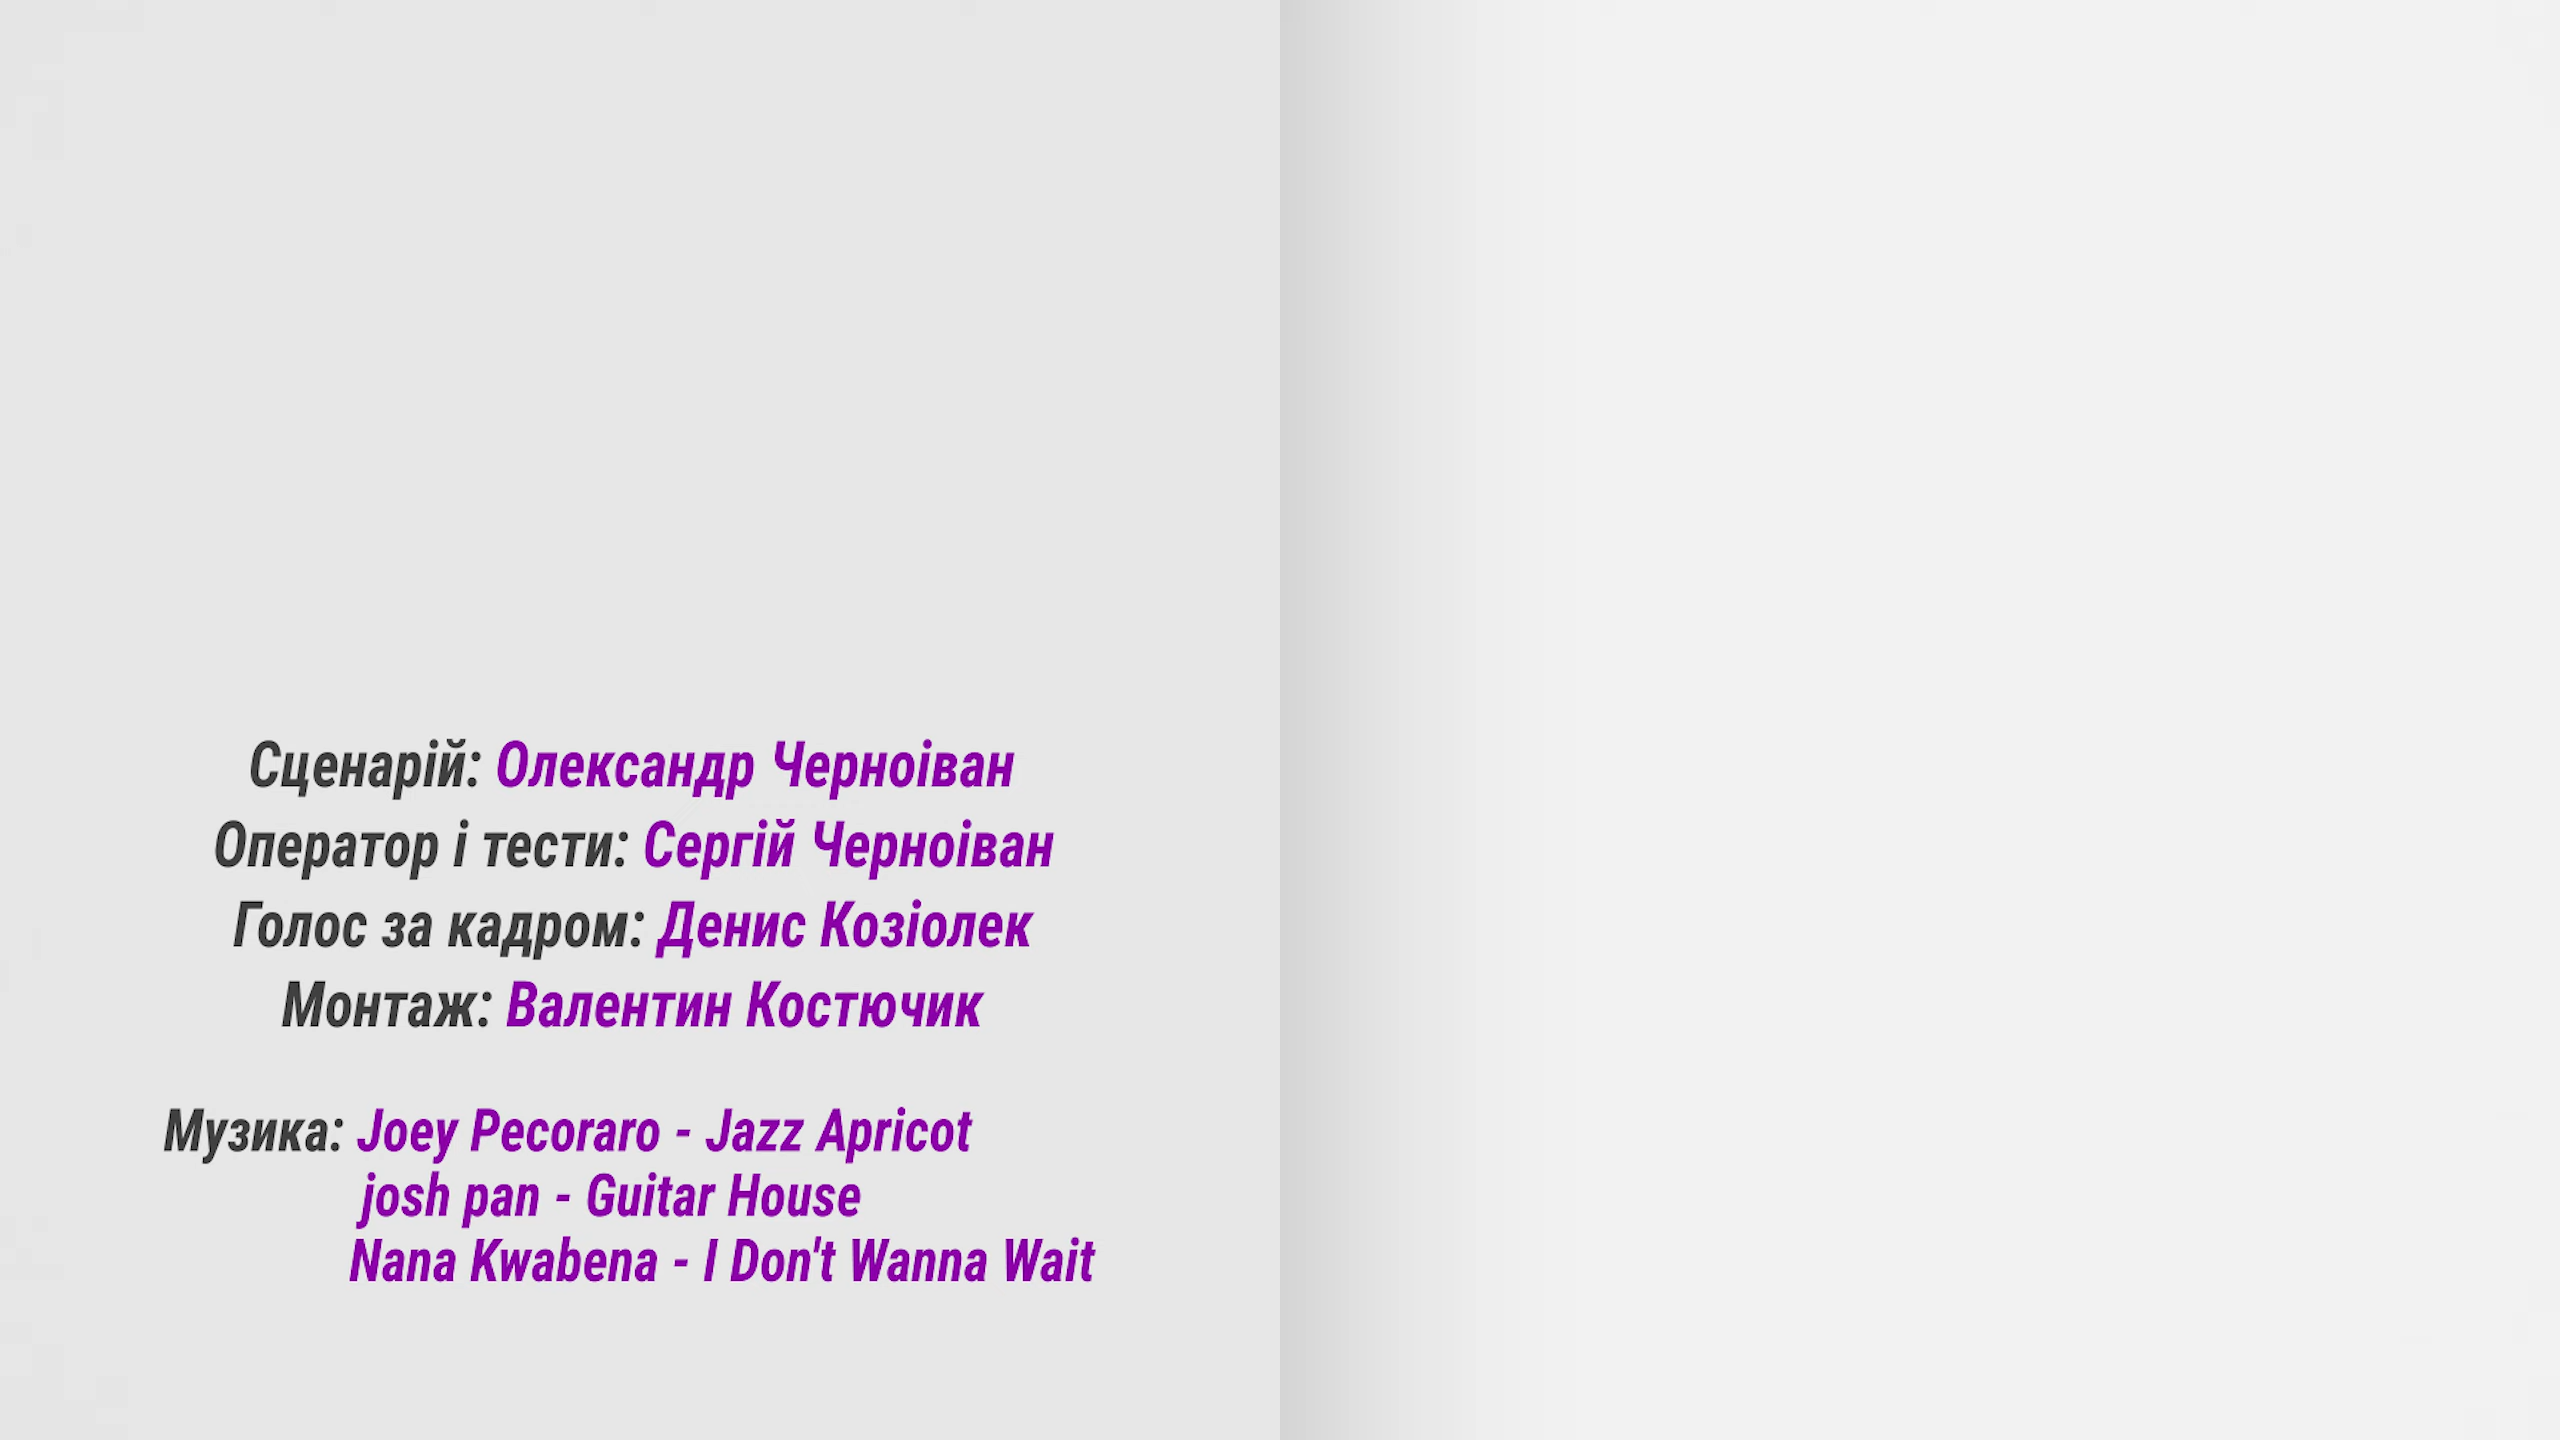 Сценарій: Олександр Черноіван
Оператор і тести: Сергій Черноіван
Голос за кадром: Денис Козіолек
Монтаж: Валентин Костючик
Музика: Joey Pecoraro - Jazz Apricot
josh pan - Guitar House
Nana Kwabena - I Don't Wanna Wait